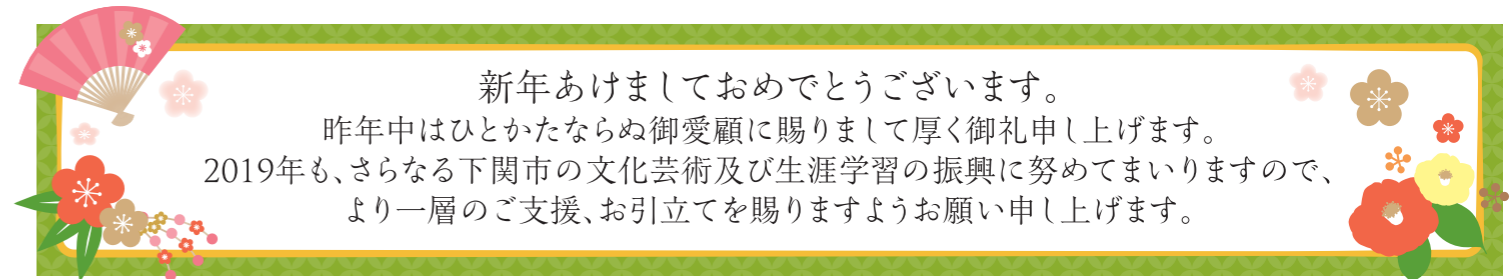 新年あけましておめでとうございます。
昨年中はひとかたならぬ御愛顧に賜りまして厚く御礼申し上げます。
2019年も、さらなる下関市の文化芸術及び生涯学習の振興に努めてまいりますので、
より一層のご支援、お引立てを賜りますようお願い申し上げます。